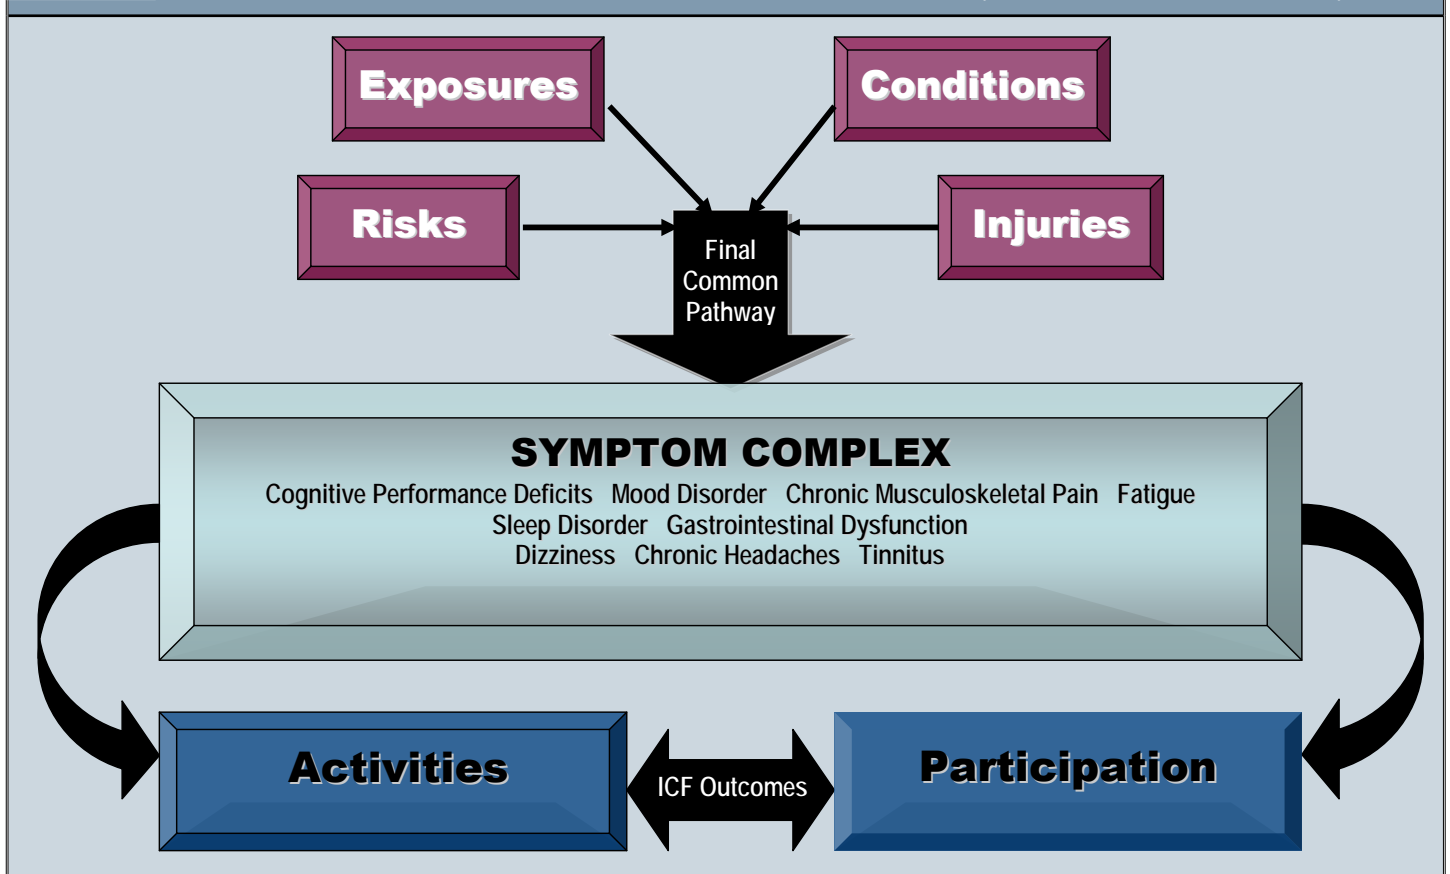 Exposures
Conditions
Risks
Injuries
Final
Common
Pathway
SYMPTOM COMPLEX
Cognitive Performance Deficits Mood Disorder Chronic Musculoskeletal Pain Fatigue
Sleep Disorder Gastrointestinal Dysfunction
Dizziness Chronic Headaches Tinnitus
Activities
ICF Outcomes
Participation